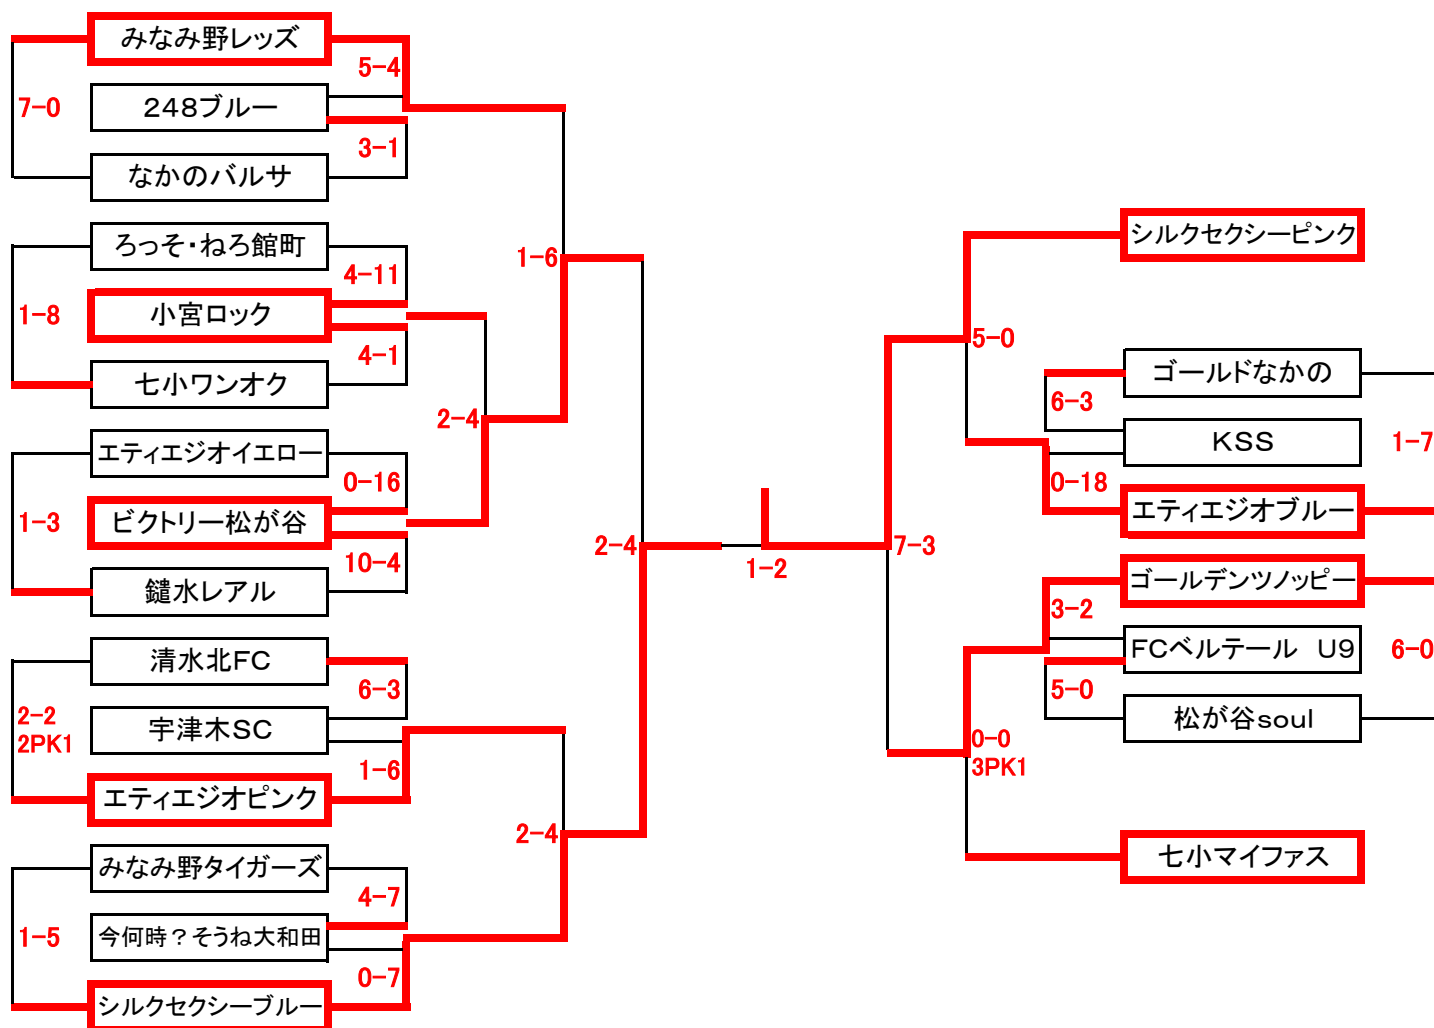 みなみ野レッズ
5-4
7-0
248ブルー
3-1
なかのバルサ
ろっそ・ねろ館町
4-11
1-8
小宮ロック
4-1
七小ワンオク
1-6
2-4
エティエジオイエロー
0-16
1-3
ビクトリー松が谷
10-4
鑓水レアル
清水北FC
6-3
2-2
2PK1
宇津木SC
1-6
エティエジオピンク
2-4
みなみ野タイガーズ
4-7
1-5
今何時？そうね大和田
0-7
シルクセクシーブルー
2-4
1-2
7-3
シルクセクシーピンク
5-0
ゴールドなかの
6-3
KSS
1-7
0-18
エティエジオブルー
ゴールデンツノッピー
3-2
FCベルテール　U9
6-0
5-0
松が谷soul
0-0
3PK1
七小マイファス